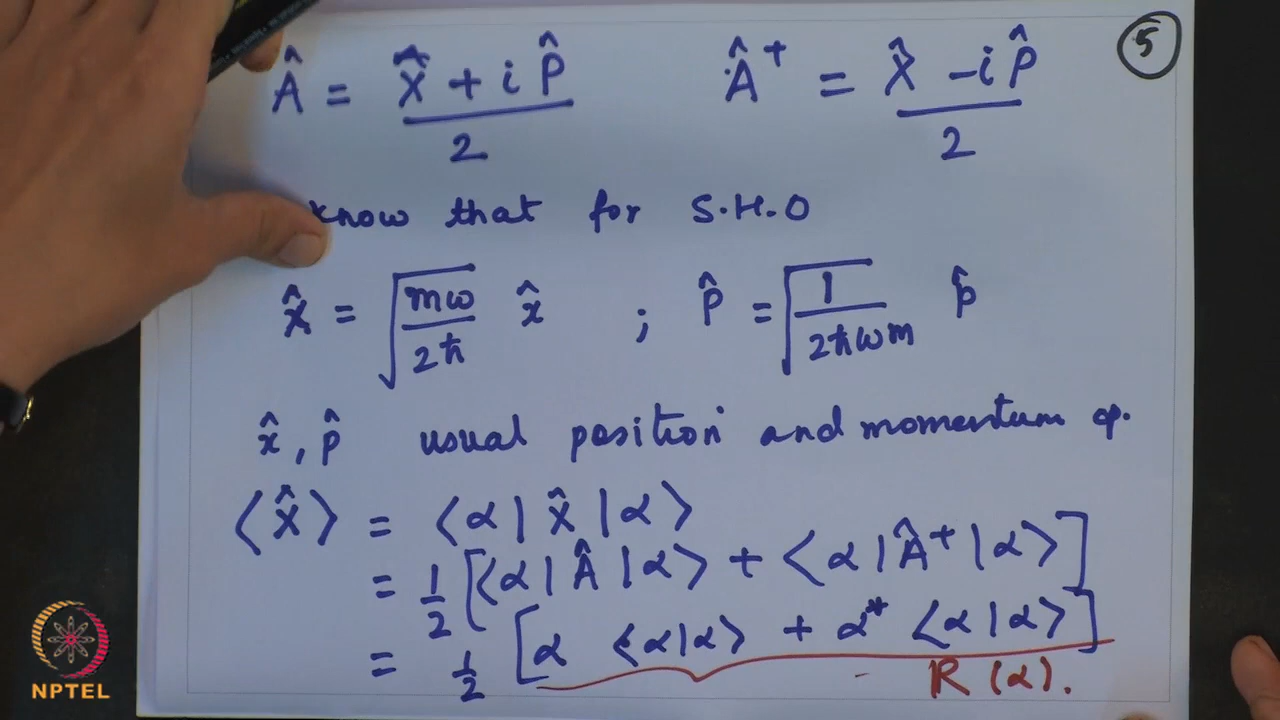 Â = X̂ + i P̂ / 2    Â⁺ = X̂ - i P̂ / 2    5
know that for S.H.O
X̂ = √(mω / 2ħ) x̂ ; P̂ = √(1 / 2ħωm) p̂
x̂, p̂ usual position and momentum op.
⟨X̂⟩ = ⟨α|X̂|α⟩
= 1/2 [⟨α|Â|α⟩ + ⟨α|Â⁺|α⟩]
= 1/2 [α ⟨α|α⟩ + α* ⟨α|α⟩]
R (α).
NPTEL